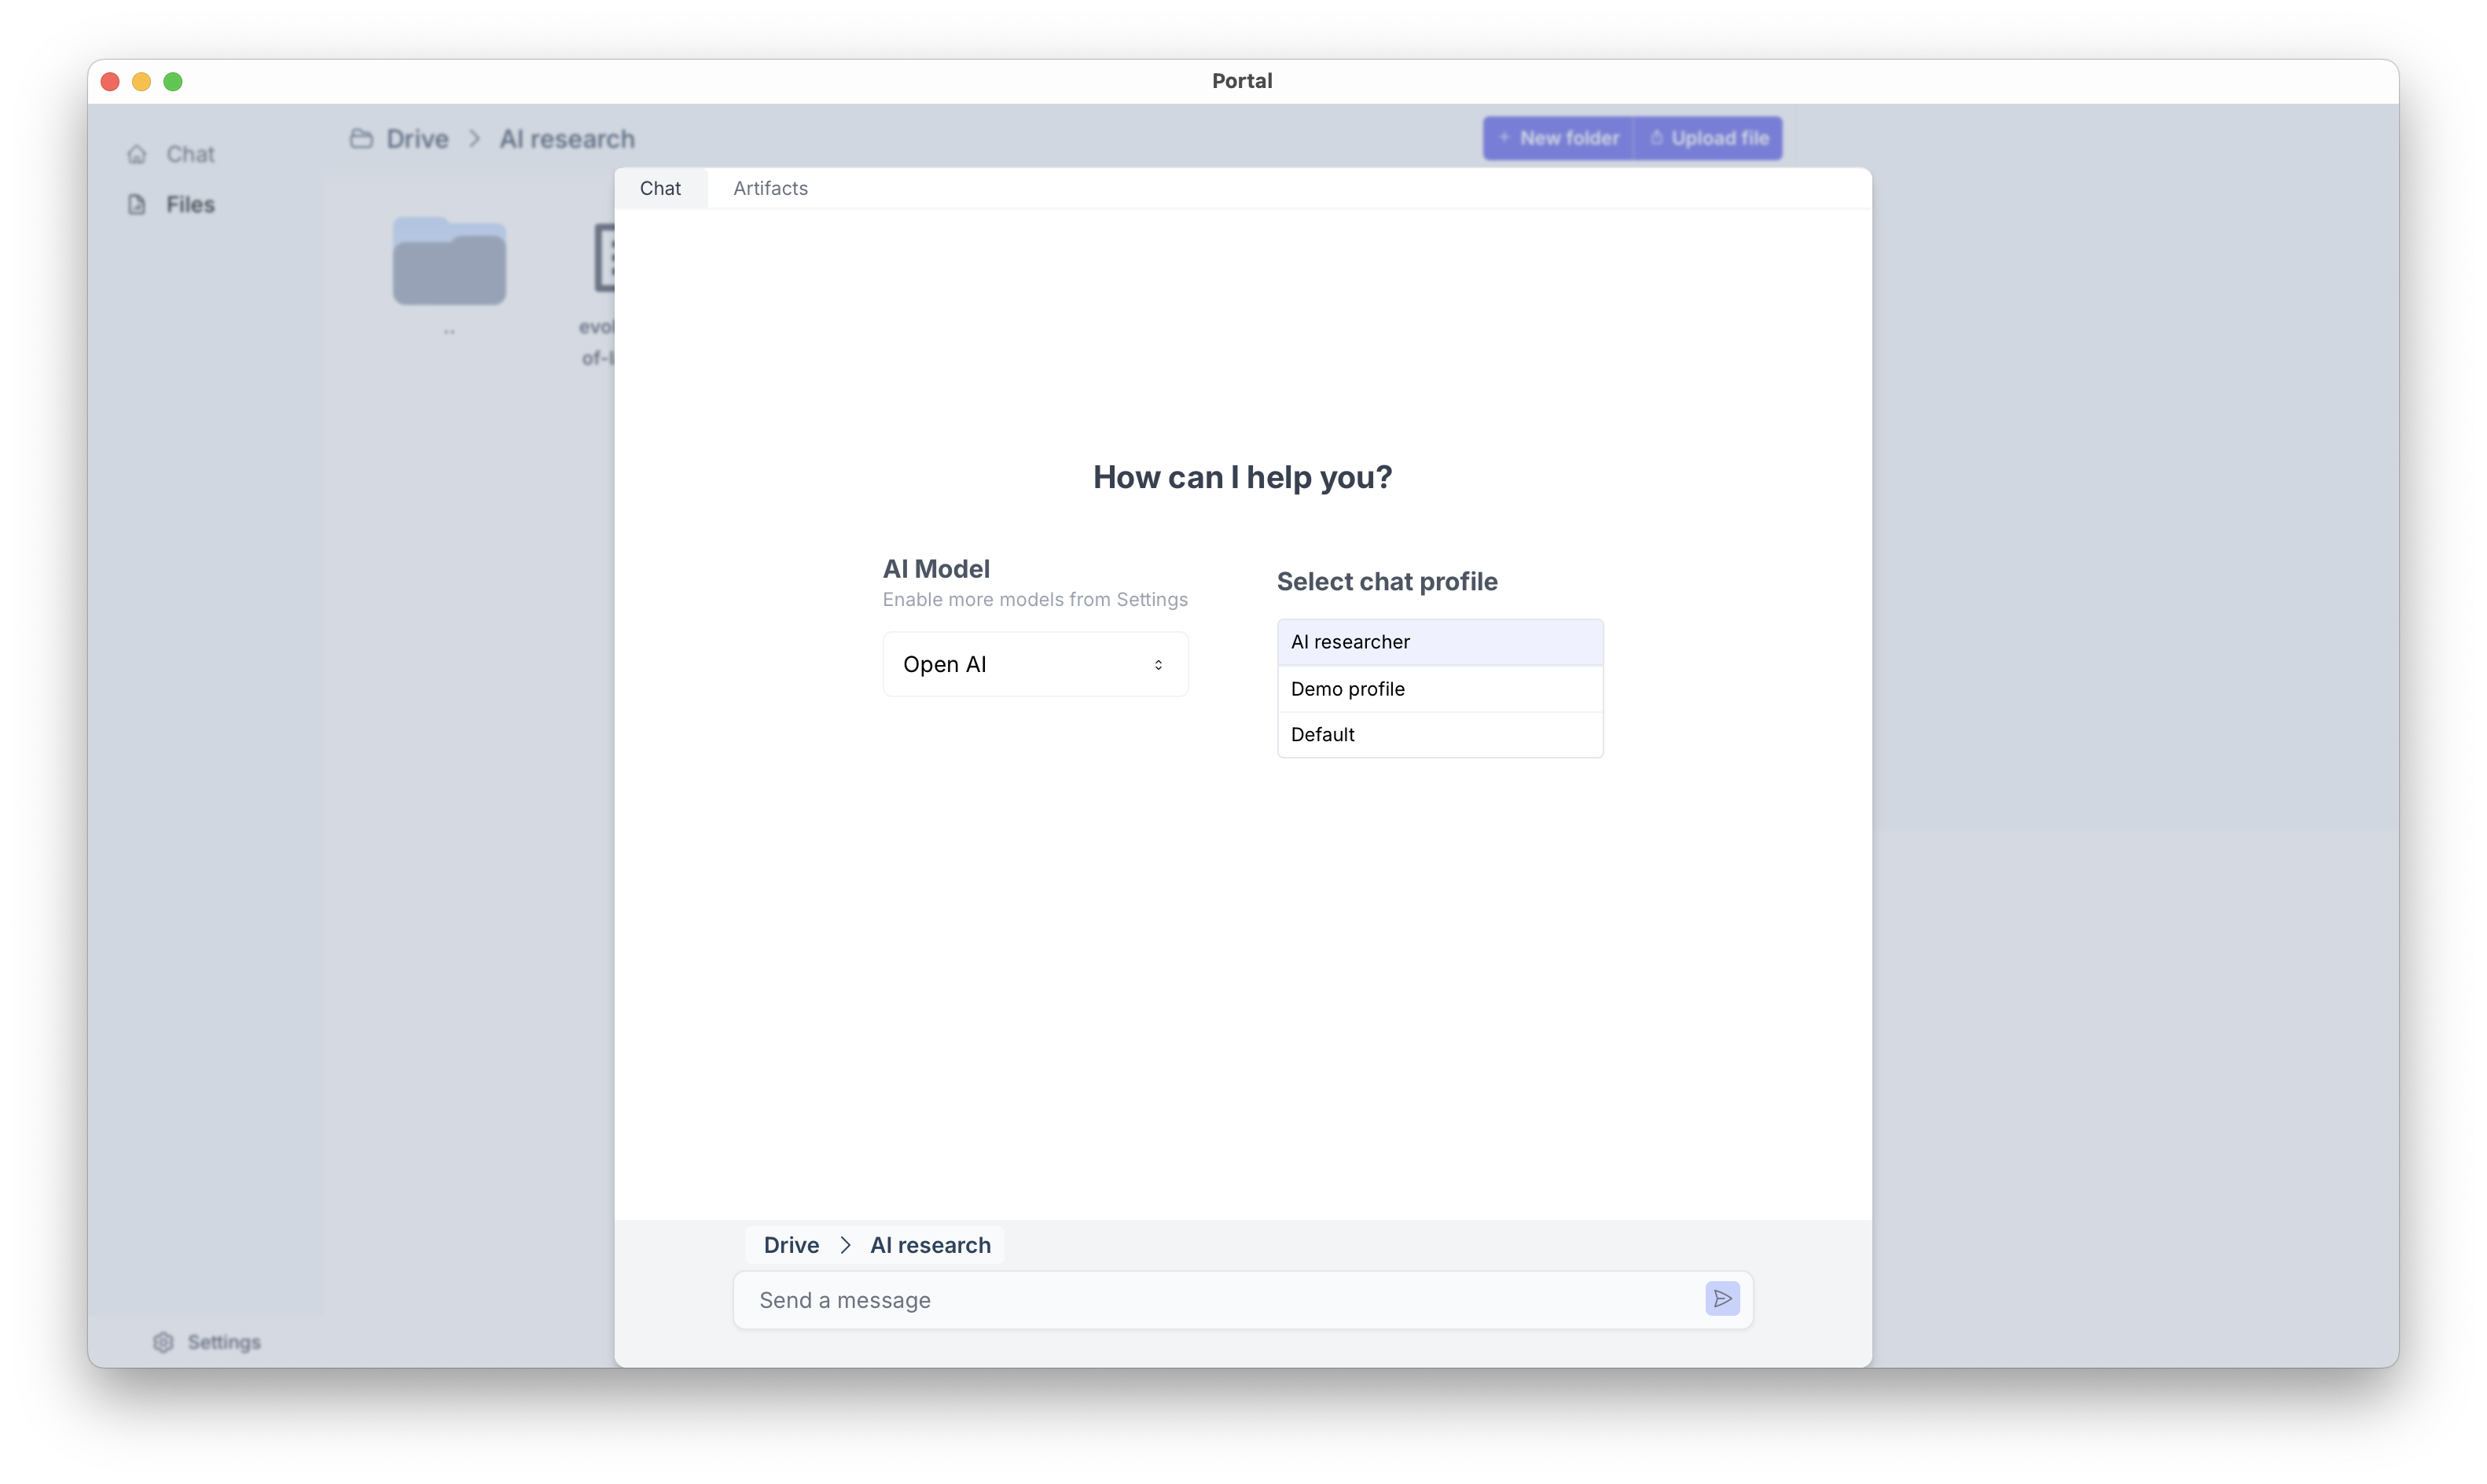 Portal
Chat
Files
Drive > AI research
+ New folder
Upload file
..
Chat
Artifacts
How can I help you?
AI Model
Enable more models from Settings
Open AI
Select chat profile
AI researcher
Demo profile
Default
Drive > AI research
Send a message
Settings